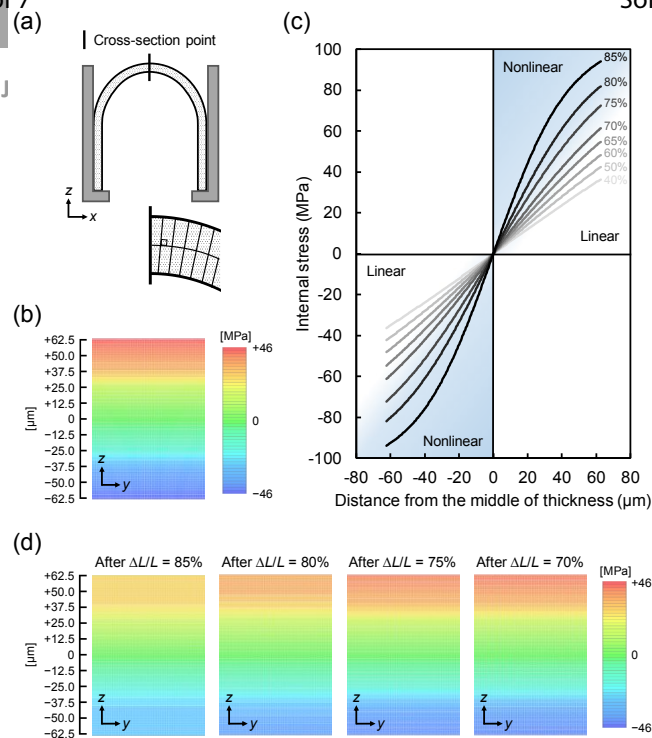 (a)
Cross-section point
z
x
(b)
[MPa]
+62.5
+50.0
+37.5
+25.0
+12.5
0
−12.5
−25.0
−37.5
−50.0
−62.5
[µm]
z
y
+46
0
−46
(c)
Internal stress (MPa)
100
80
60
40
20
0
-20
-40
-60
-80
-100
Nonlinear
Linear
Linear
Nonlinear
85%
80%
75%
70%
65%
60%
50%
40%
-80 -60 -40 -20 0 20 40 60 80
Distance from the middle of thickness (µm)
(d)
After ΔL/L = 85% After ΔL/L = 80% After ΔL/L = 75% After ΔL/L = 70%
[MPa]
+62.5
+50.0
+37.5
+25.0
+12.5
0
−12.5
−25.0
−37.5
−50.0
−62.5
[µm]
z
y
z
y
z
y
z
y
+46
0
−46